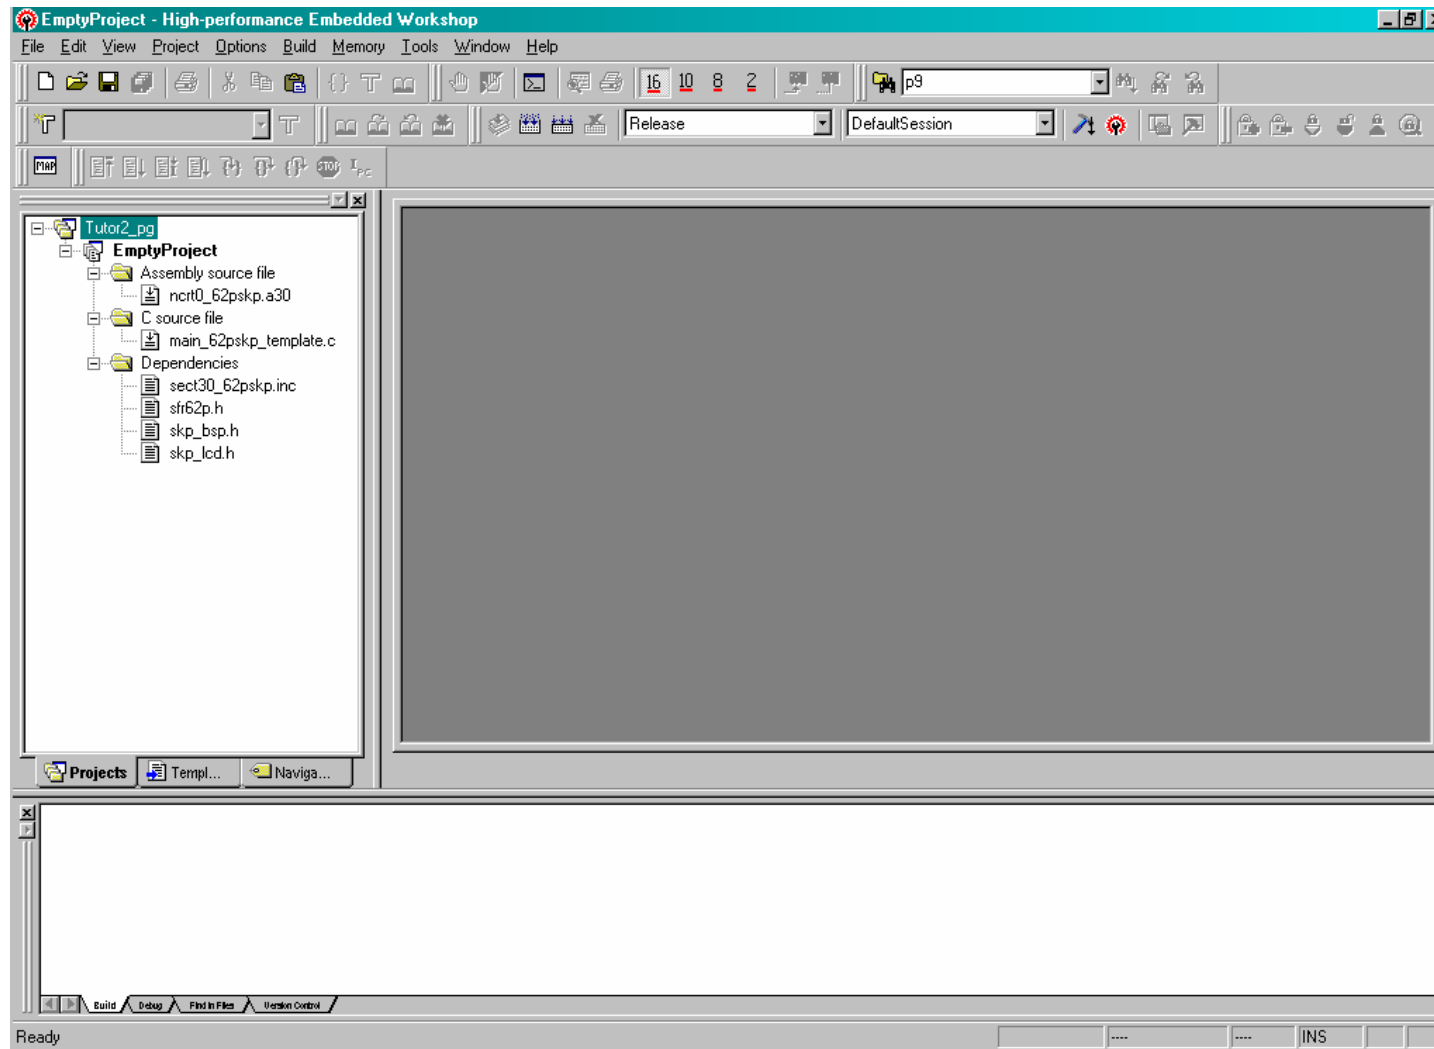 EmptyProject - High-performance Embedded Workshop
File Edit View Project Options Build Memory Tools Window Help
16 10 8 2 p9
Release DefaultSession
MAP STOP IPC
Tutor2_pg
EmptyProject
Assembly source file
ncrt0_62pskp.a30
C source file
main_62pskp_template.c
Dependencies
sect30_62pskp.inc
sfr62p.h
skp_bsp.h
skp_lcd.h
Projects Templ... Naviga...
Build Debug Find in Files Version Control
Ready ---- ---- INS